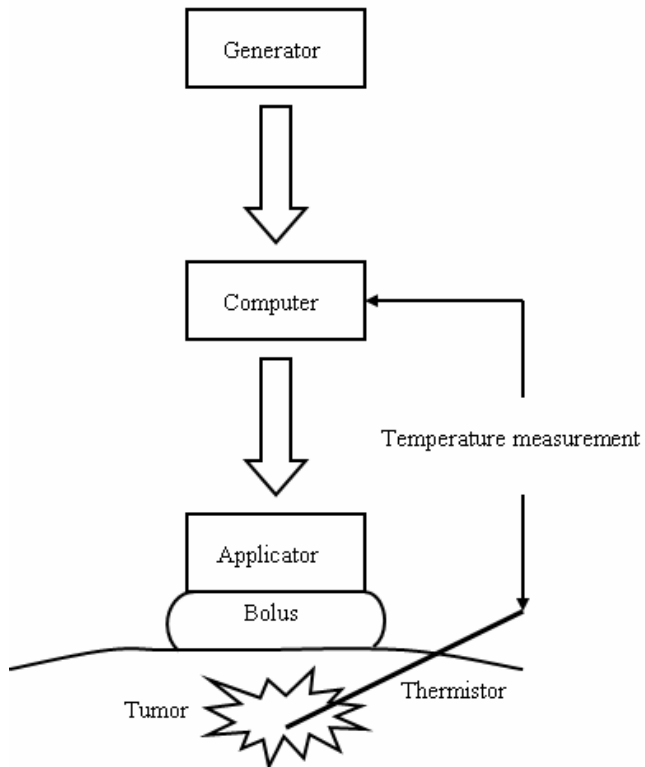 Generator
Computer
Temperature measurement
Applicator
Bolus
Thermistor
Tumor